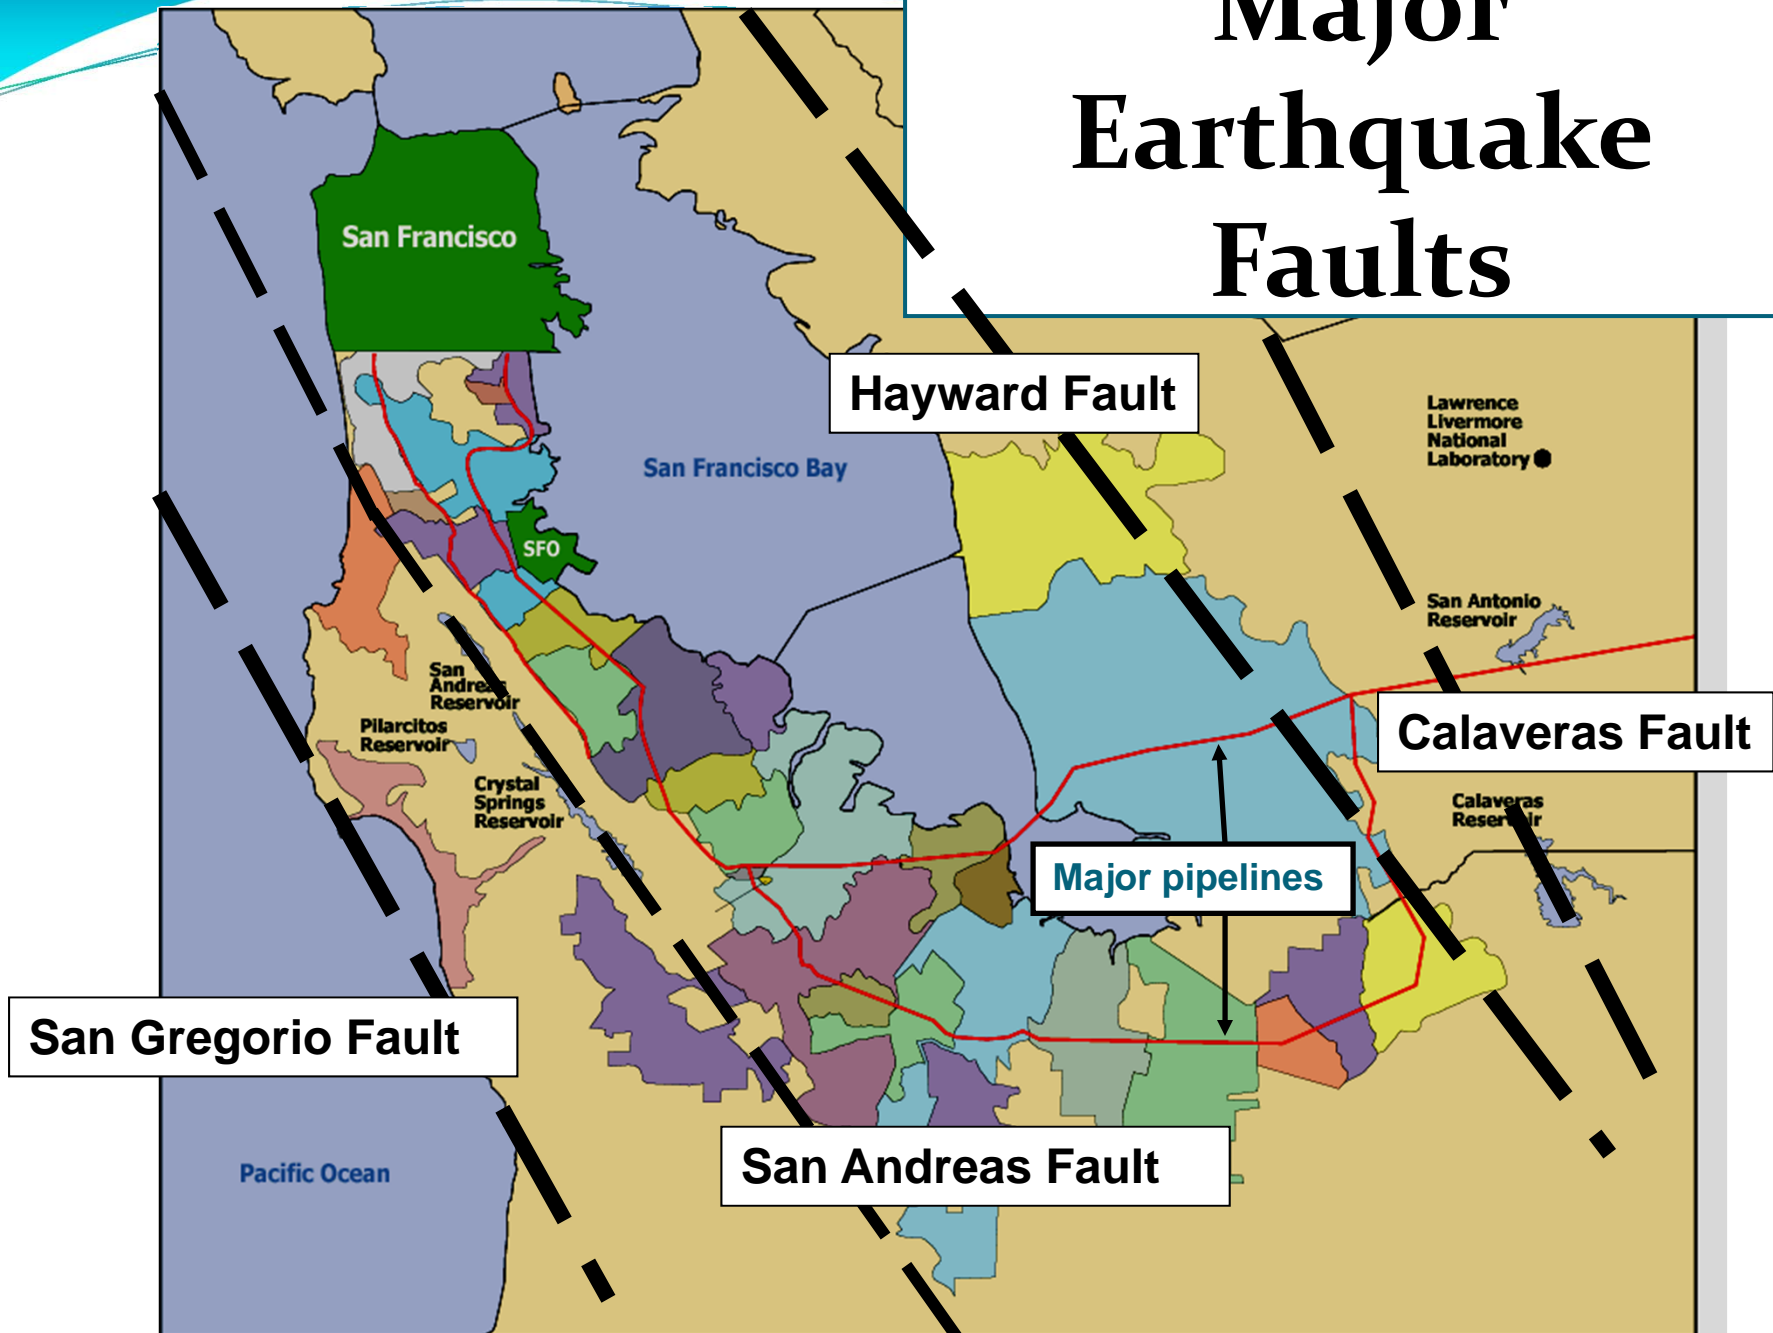 Major
Earthquake
Faults
San Francisco
Hayward Fault
Lawrence
Livermore
National
Laboratory
San Francisco Bay
SFO
San Antonio
Reservoir
San
Andreas
Reservoir
Pilarcitos
Reservoir
Calaveras Fault
Crystal
Springs
Reservoir
Calaveras
Reservoir
Major pipelines
San Gregorio Fault
San Andreas Fault
Pacific Ocean